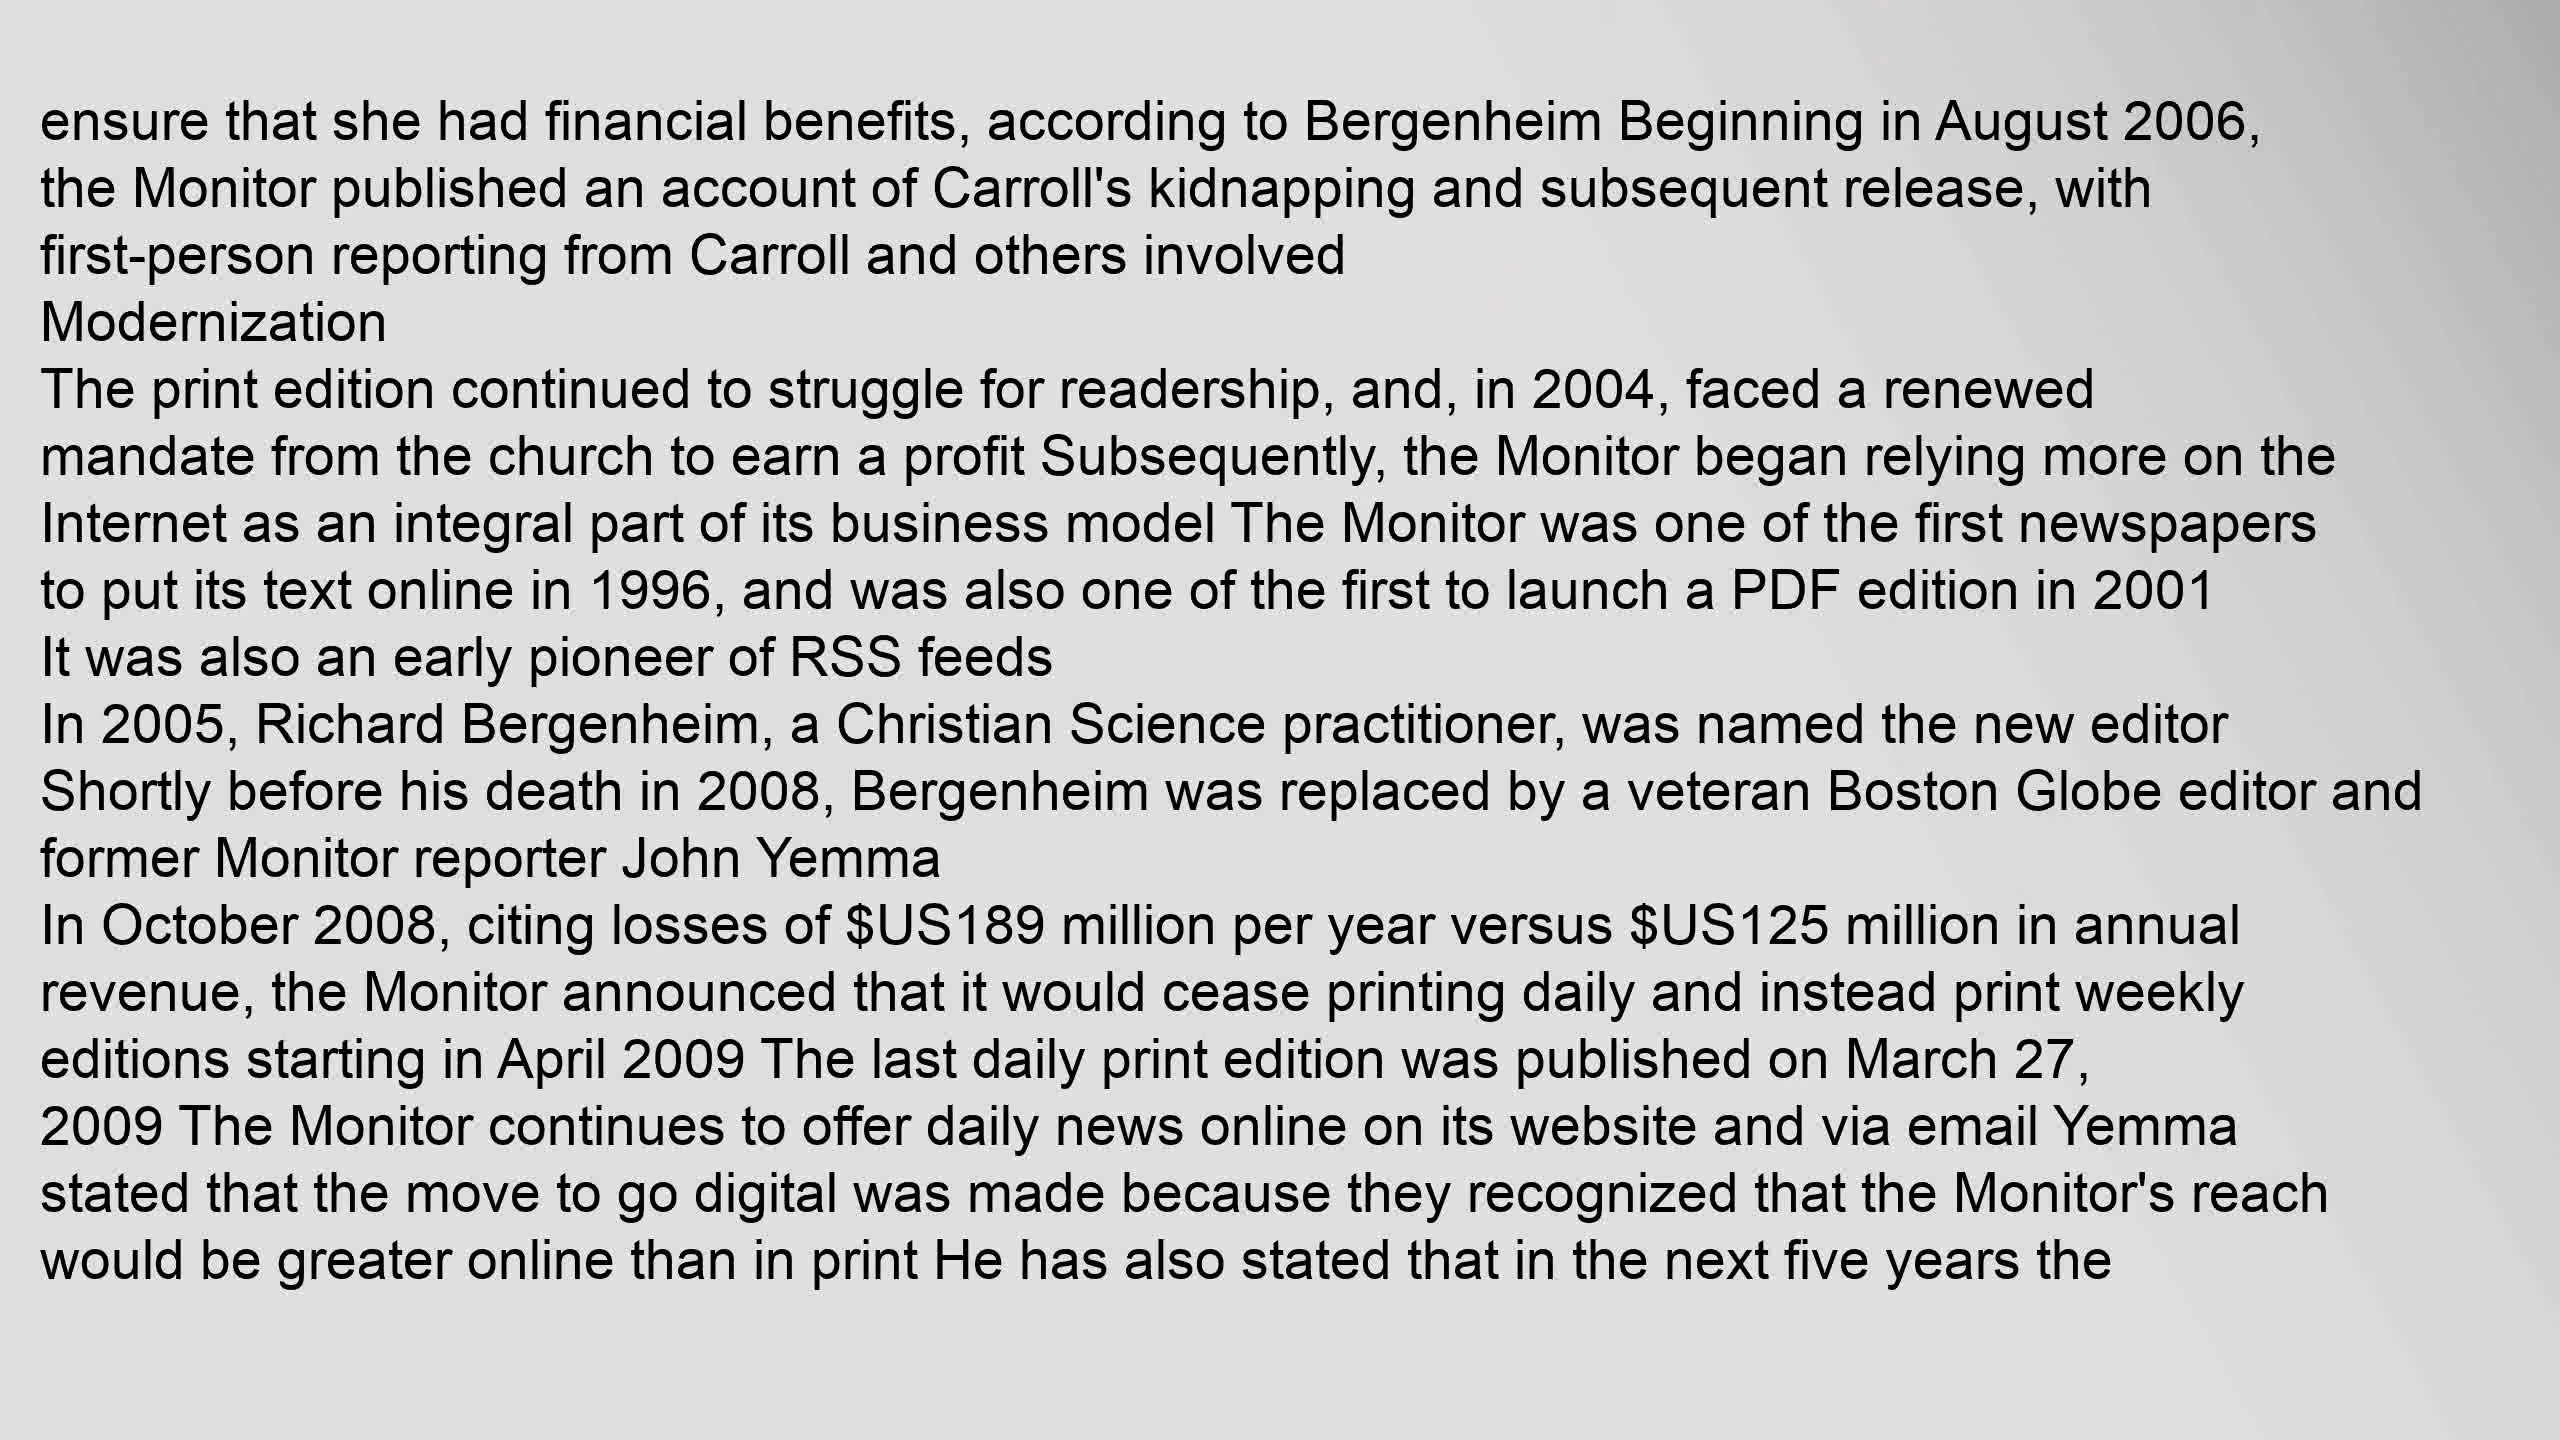 ensure that she had financial benefits, according to Bergenheim Beginning in August 2006,
the Monitor published an account of Carroll's kidnapping and subsequent release, with
first-person reporting from Carroll and others involved
Modernization
The print edition continued to struggle for readership, and, in 2004, faced a renewed
mandate from the church to earn a profit Subsequently, the Monitor began relying more on the
Internet as an integral part of its business model The Monitor was one of the first newspapers
to put its text online in 1996, and was also one of the first to launch a PDF edition in 2001
It was also an early pioneer of RSS feeds
In 2005, Richard Bergenheim, a Christian Science practitioner, was named the new editor
Shortly before his death in 2008, Bergenheim was replaced by a veteran Boston Globe editor and
former Monitor reporter John Yemma
In October 2008, citing losses of $US189 million per year versus $US125 million in annual
revenue, the Monitor announced that it would cease printing daily and instead print weekly
editions starting in April 2009 The last daily print edition was published on March 27,
2009 The Monitor continues to offer daily news online on its website and via email Yemma
stated that the move to go digital was made because they recognized that the Monitor's reach
would be greater online than in print He has also stated that in the next five years the